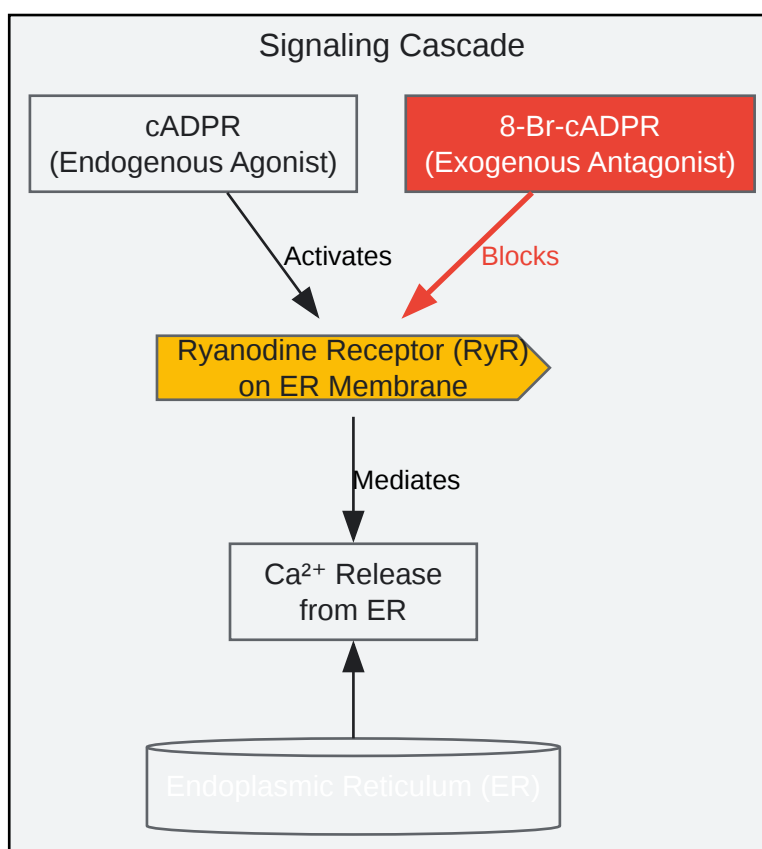 Signaling Cascade
cADPR
(Endogenous Agonist)
8-Br-cADPR
(Exogenous Antagonist)
Activates
Blocks
Ryanodine Receptor (RyR)
on ER Membrane
Mediates
Ca²⁺ Release
from ER
Endoplasmic Reticulum (ER)